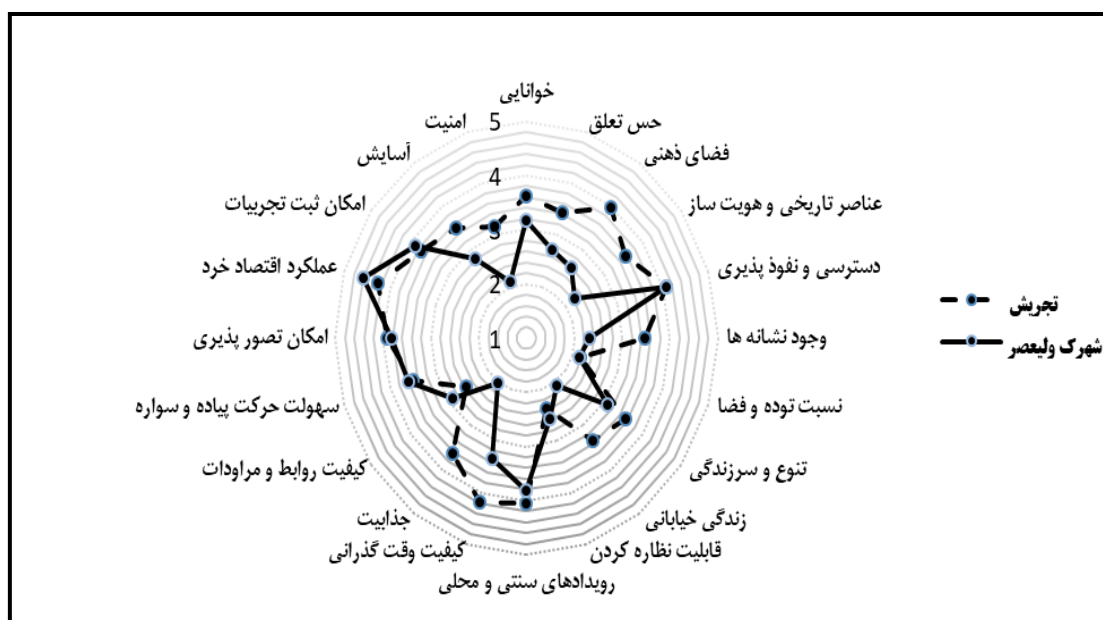 خوانایی
حس تعلق
فضای ذهنی
عناصر تاریخی و هویت ساز
دسترسی و نفوذ پذیری
وجود نشانه ها
نسبت توده و فضا
تنوع و سرزندگی
زندگی خیابانی
قابلیت نظاره کردن
رویدادهای سنتی و محلی
کیفیت وقت گذرانی
جذابیت
کیفیت روابط و مراودات
سهولت حرکت پیاده و سواره
امکان تصور پذیری
عملکرد اقتصاد خرد
امکان ثبت تجربیات
آسایش
امنیت
5
4
3
2
1
تجریش
شهرک ولیعصر